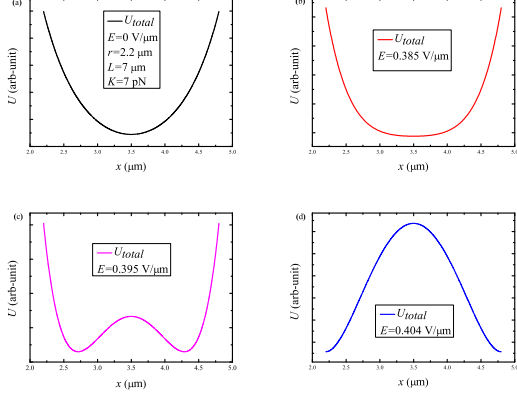 (a)
U_total
E=0 V/μm
r=2.2 μm
L=7 μm
K=7 pN
U (arb-unit)
2.0 2.5 3.0 3.5 4.0 4.5 5.0
x (μm)
(b)
U_total
E=0.385 V/μm
U (arb-unit)
2.0 2.5 3.0 3.5 4.0 4.5 5.0
x (μm)
(c)
U_total
E=0.395 V/μm
U (arb-unit)
2.0 2.5 3.0 3.5 4.0 4.5 5.0
x (μm)
(d)
U_total
E=0.404 V/μm
U (arb-unit)
2.0 2.5 3.0 3.5 4.0 4.5 5.0
x (μm)